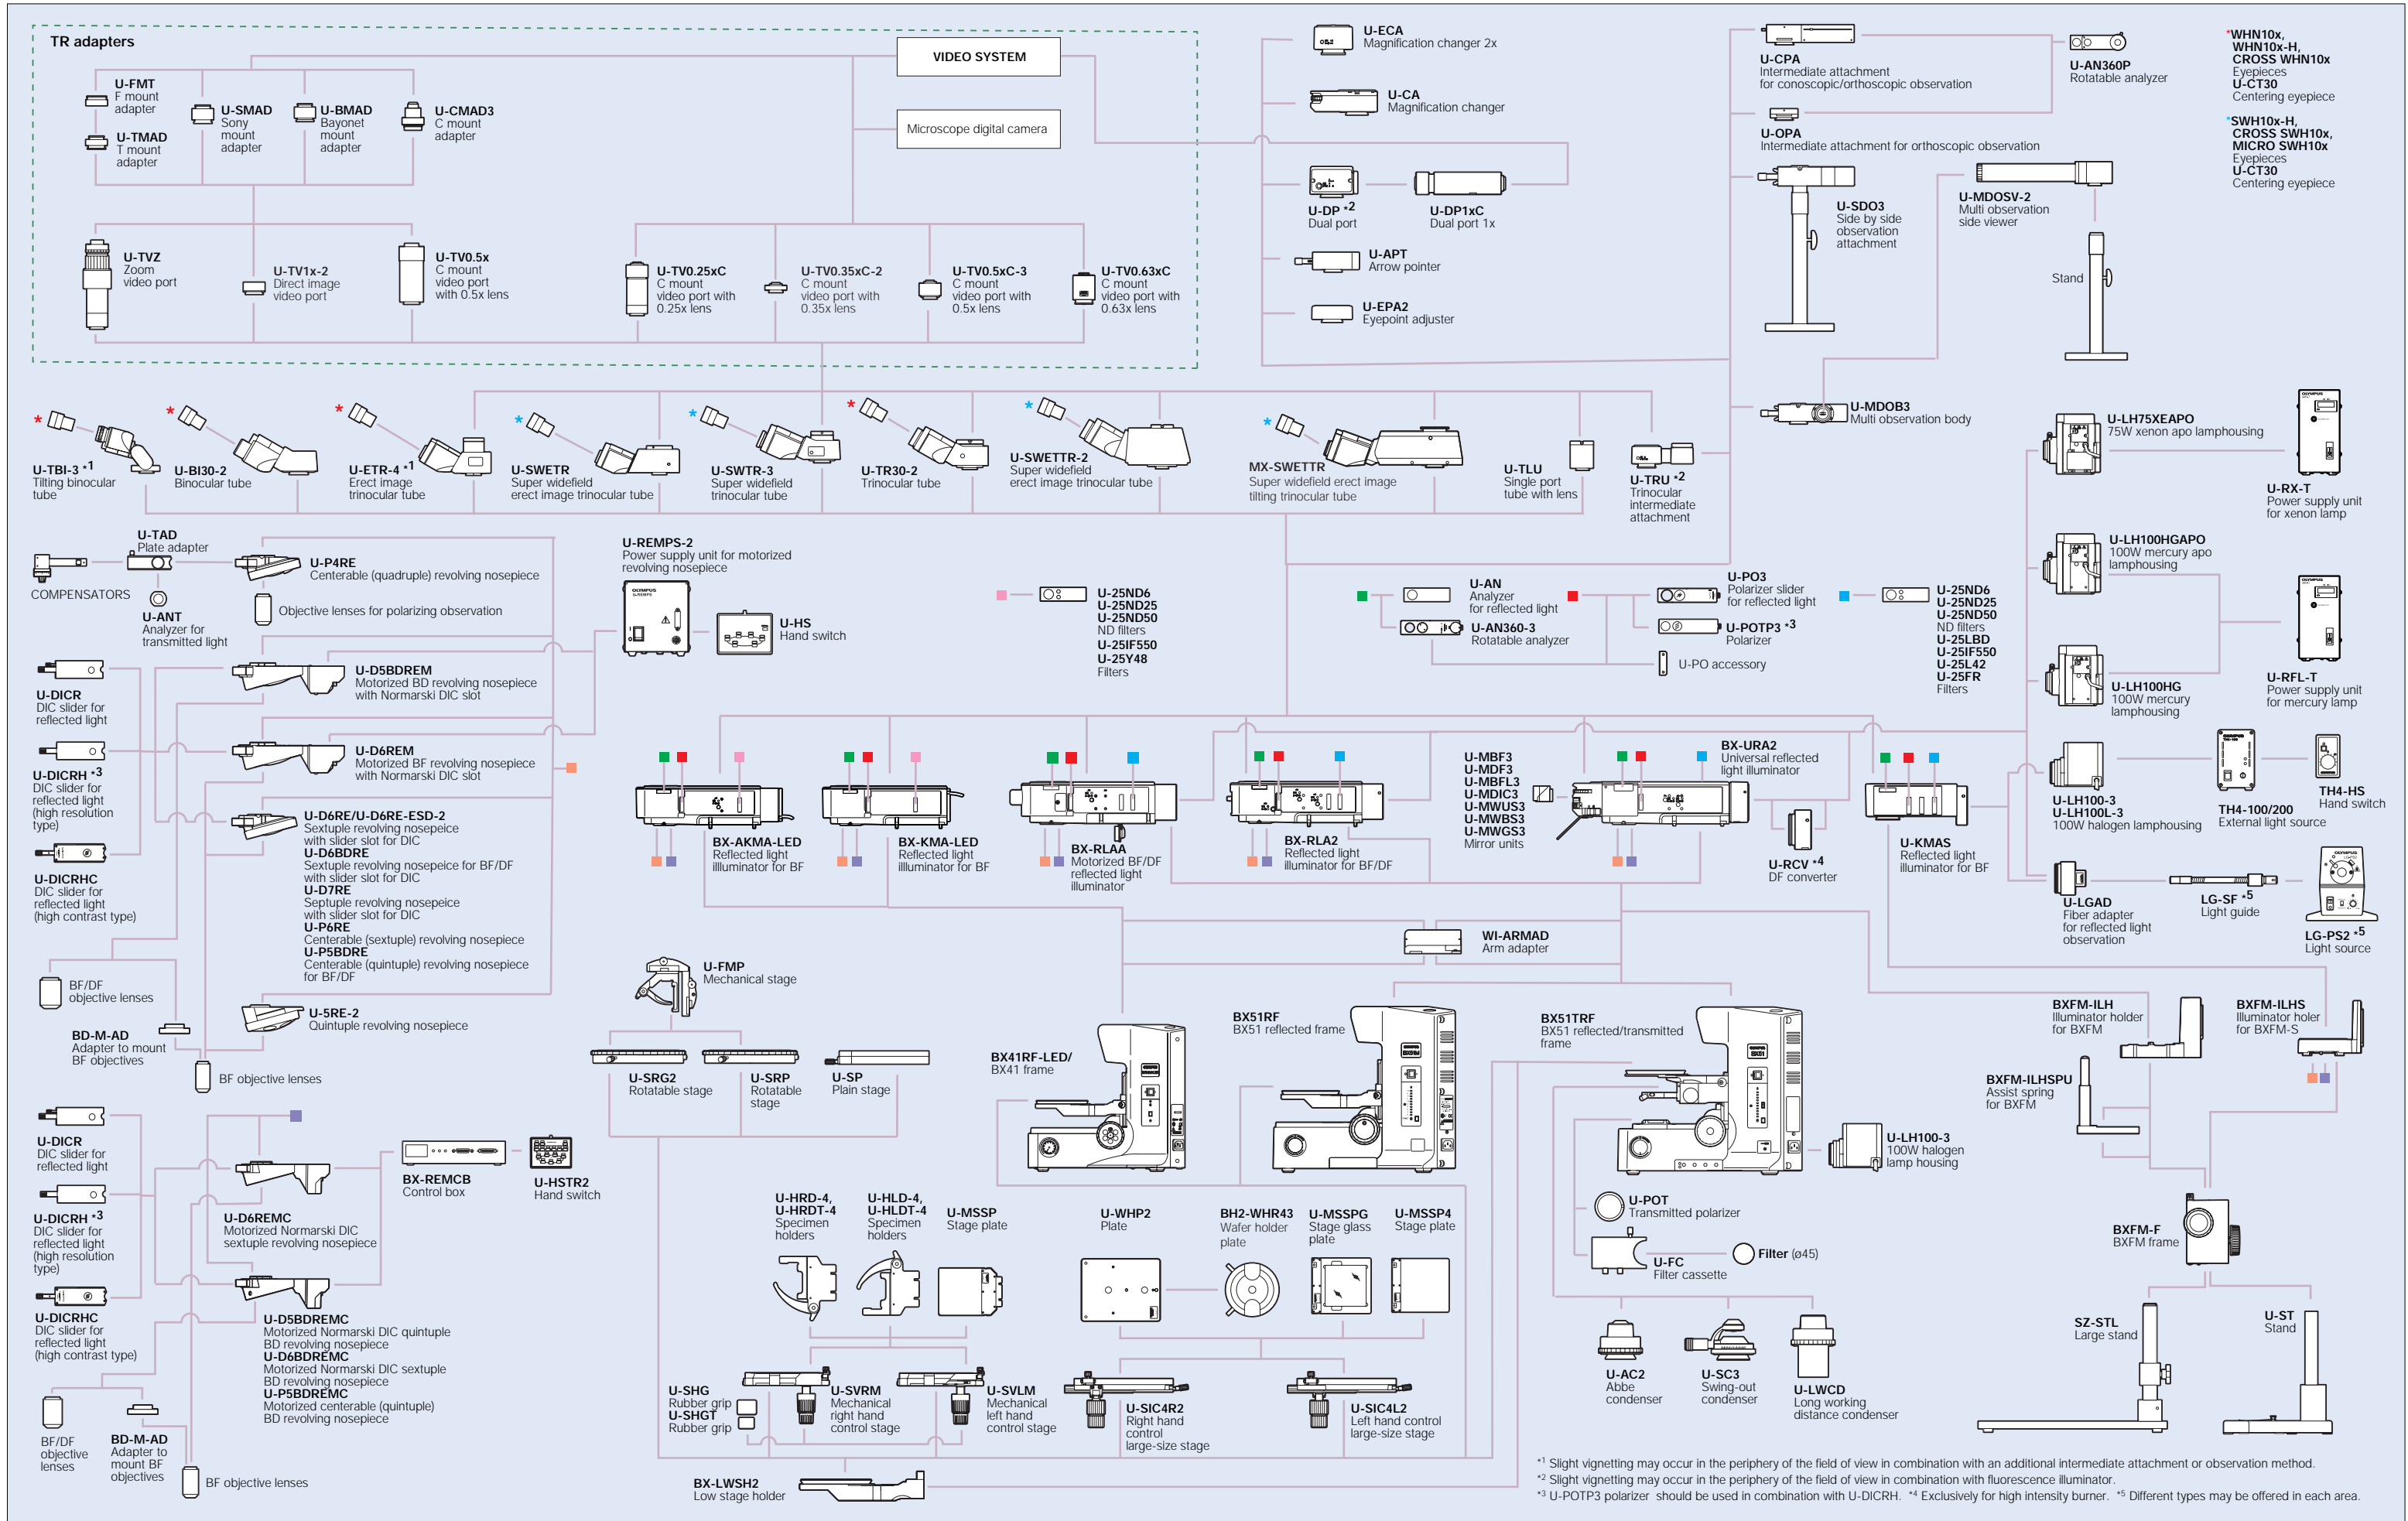 TR adapters
VIDEO SYSTEM
Microscope digital camera
U-FMT
F mount
adapter
U-TMAD
T mount
adapter
U-SMAD
Sony
mount
adapter
U-BMAD
Bayonet
mount
adapter
U-CMAD3
C mount
adapter
U-TVZ
Zoom
video port
U-TV1x-2
Direct image
video port
U-TV0.5x
C mount
video port
with 0.5x lens
U-TV0.25xC
C mount
video port with
0.25x lens
U-TV0.35xC-2
C mount
video port with
0.35x lens
U-TV0.5xC-3
C mount
video port with
0.5x lens
U-TV0.63xC
C mount
video port with
0.63x lens
U-ECA
Magnification changer 2x
U-CA
Magnification changer
U-DP *2
Dual port
U-DP1xC
Dual port 1x
U-APT
Arrow pointer
U-EPA2
Eyepoint adjuster
U-CPA
Intermediate attachment
for conoscopic/orthoscopic observation
U-AN360P
Rotatable analyzer
U-OPA
Intermediate attachment for orthoscopic observation
U-SDO3
Side by side
observation
attachment
U-MDOSV-2
Multi observation
side viewer
Stand
*WHN10x,
WHN10x-H,
CROSS WHN10x
Eyepieces
U-CT30
Centering eyepiece
*SWH10x-H,
CROSS SWH10x,
MICRO SWH10x
Eyepieces
U-CT30
Centering eyepiece
U-MDOB3
Multi observation body
* * * * * * * *
U-TBI-3 *1
Tilting binocular
tube
U-BI30-2
Binocular tube
U-ETR-4 *1
Erect image
trinocular tube
U-SWETR
Super widefield
erect image trinocular tube
U-SWTR-3
Super widefield
trinocular tube
U-TR30-2
Trinocular tube
U-SWETTR-2
Super widefield
erect image trinocular tube
MX-SWETTR
Super widefield erect image
tilting trinocular tube
U-TLU
Single port
tube with lens
U-TRU *2
Trinocular
intermediate
attachment
U-LH75XEAPO
75W xenon apo lamphousing
OLYMPUS
U-RX-T
Power supply unit
for xenon lamp
U-LH100HGAPO
100W mercury apo
lamphousing
OLYMPUS
U-LH100HG
100W mercury
lamphousing
U-RFL-T
Power supply unit
for mercury lamp
U-LH100-3
U-LH100L-3
100W halogen lamphousing
TH4-100/200
External light source
TH4-HS
Hand switch
U-LGAD
Fiber adapter
for reflected light
observation
LG-SF *5
Light guide
LG-PS2 *5
Light source
COMPENSATORS
U-TAD
Plate adapter
U-ANT
Analyzer for
transmitted light
U-P4RE
Centerable (quadruple) revolving nosepiece
Objective lenses for polarizing observation
U-REMPS-2
Power supply unit for motorized
revolving nosepiece
OLYMPUS
U-HS
Hand switch
U-25ND6
U-25ND25
U-25ND50
ND filters
U-25IF550
U-25Y48
Filters
U-AN
Analyzer
for reflected light
U-AN360-3
Rotatable analyzer
U-PO3
Polarizer slider
for reflected light
U-POTP3 *3
Polarizer
U-PO accessory
U-25ND6
U-25ND25
U-25ND50
ND filters
U-25LBD
U-25IF550
U-25L42
U-25FR
Filters
U-DICR
DIC slider for
reflected light
U-DICRH *3
DIC slider for
reflected light
(high resolution
type)
U-DICRHC
DIC slider for
reflected light
(high contrast type)
U-D5BDREM
Motorized BD revolving nosepiece
with Normarski DIC slot
U-D6REM
Motorized BF revolving nosepiece
with Normarski DIC slot
U-D6RE/U-D6RE-ESD-2
Sextuple revolving nosepeice
with slider slot for DIC
U-D6BDRE
Sextuple revolving nosepeice for BF/DF
with slider slot for DIC
U-D7RE
Septuple revolving nosepeice
with slider slot for DIC
U-P6RE
Centerable (sextuple) revolving nosepiece
U-P5BDRE
Centerable (quintuple) revolving nosepiece
for BF/DF
BF/DF
objective lenses
BD-M-AD
Adapter to mount
BF objectives
U-5RE-2
Quintuple revolving nosepiece
BF objective lenses
BX-AKMA-LED
Reflected light
illluminator for BF
BX-KMA-LED
Reflected light
illluminator for BF
BX-RLAA
Motorized BF/DF
reflected light
illuminator
BX-RLA2
Reflected light
illuminator for BF/DF
U-MBF3
U-MDF3
U-MBFL3
U-MDIC3
U-MWUS3
U-MWBS3
U-MWGS3
Mirror units
BX-URA2
Universal reflected
light illuminator
U-RCV *4
DF converter
U-KMAS
Reflected light
illuminator for BF
WI-ARMAD
Arm adapter
U-FMP
Mechanical stage
U-SRG2
Rotatable stage
U-SRP
Rotatable
stage
U-SP
Plain stage
BX41RF-LED/
BX41 frame
BX51RF
BX51 reflected frame
BX51TRF
BX51 reflected/transmitted
frame
BX51
BXFM-ILH
Illuminator holder
for BXFM
BXFM-ILHS
Illuminator holer
for BXFM-S
BXFM-ILHSPU
Assist spring
for BXFM
U-LH100-3
100W halogen
lamp housing
U-POT
Transmitted polarizer
U-FC
Filter cassette
Filter (ø45)
BXFM-F
BXFM frame
U-DICR
DIC slider for
reflected light
U-DICRH *3
DIC slider for
reflected light
(high resolution
type)
U-DICRHC
DIC slider for
reflected light
(high contrast type)
U-D6REMC
Motorized Normarski DIC
sextuple revolving nosepiece
BX-REMCB
Control box
U-HSTR2
Hand switch
U-D5BDREMC
Motorized Normarski DIC quintuple
BD revolving nosepiece
U-D6BDREMC
Motorized Normarski DIC sextuple
BD revolving nosepiece
U-P5BDREMC
Motorized centerable (quintuple)
BD revolving nosepiece
BF/DF
objective
lenses
BD-M-AD
Adapter to
mount BF
objectives
BF objective lenses
U-HRD-4,
U-HRDT-4
Specimen
holders
U-HLD-4,
U-HLDT-4
Specimen
holders
U-MSSP
Stage plate
U-WHP2
Plate
BH2-WHR43
Wafer holder
plate
U-MSSPG
Stage glass
plate
U-MSSP4
Stage plate
U-SHG
Rubber grip
U-SHGT
Rubber grip
U-SVRM
Mechanical
right hand
control stage
U-SVLM
Mechanical
left hand
control stage
U-SIC4R2
Right hand
control
large-size stage
U-SIC4L2
Left hand control
large-size stage
U-AC2
Abbe
condenser
U-SC3
Swing-out
condenser
U-LWCD
Long working
distance condenser
SZ-STL
Large stand
U-ST
Stand
BX-LWSH2
Low stage holder
*1 Slight vignetting may occur in the periphery of the field of view in combination with an additional intermediate attachment or observation method.
*2 Slight vignetting may occur in the periphery of the field of view in combination with fluorescence illuminator.
*3 U-POTP3 polarizer should be used in combination with U-DICRH. *4 Exclusively for high intensity burner. *5 Different types may be offered in each area.